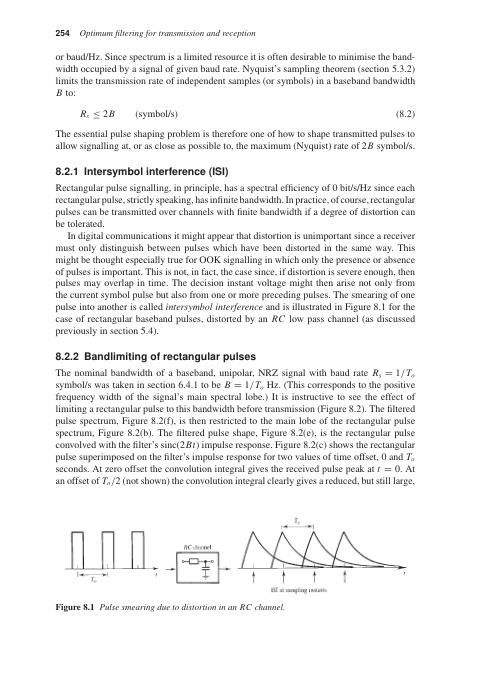 254 Optimum filtering for transmission and reception
or baud/Hz. Since spectrum is a limited resource it is often desirable to minimise the band-
width occupied by a signal of given baud rate. Nyquist's sampling theorem (section 5.3.2)
limits the transmission rate of independent samples (or symbols) in a baseband bandwidth
B to:
Rs ≤ 2B (symbol/s) (8.2)
The essential pulse shaping problem is therefore one of how to shape transmitted pulses to
allow signalling at, or as close as possible to, the maximum (Nyquist) rate of 2B symbol/s.
8.2.1 Intersymbol interference (ISI)
Rectangular pulse signalling, in principle, has a spectral efficiency of 0 bit/s/Hz since each
rectangular pulse, strictly speaking, has infinite bandwidth. In practice, of course, rectangular
pulses can be transmitted over channels with finite bandwidth if a degree of distortion can
be tolerated.
In digital communications it might appear that distortion is unimportant since a receiver
must only distinguish between pulses which have been distorted in the same way. This
might be thought especially true for OOK signalling in which only the presence or absence
of pulses is important. This is not, in fact, the case since, if distortion is severe enough, then
pulses may overlap in time. The decision instant voltage might then arise not only from
the current symbol pulse but also from one or more preceding pulses. The smearing of one
pulse into another is called intersymbol interference and is illustrated in Figure 8.1 for the
case of rectangular baseband pulses, distorted by an RC low pass channel (as discussed
previously in section 5.4).
8.2.2 Bandlimiting of rectangular pulses
The nominal bandwidth of a baseband, unipolar, NRZ signal with baud rate Rs = 1/To
symbol/s was taken in section 6.4.1 to be B = 1/To Hz. (This corresponds to the positive
frequency width of the signal's main spectral lobe.) It is instructive to see the effect of
limiting a rectangular pulse to this bandwidth before transmission (Figure 8.2). The filtered
pulse spectrum, Figure 8.2(f), is then restricted to the main lobe of the rectangular pulse
spectrum, Figure 8.2(b). The filtered pulse shape, Figure 8.2(e), is the rectangular pulse
convolved with the filter's sinc(2Bt) impulse response. Figure 8.2(c) shows the rectangular
pulse superimposed on the filter's impulse response for two values of time offset, 0 and To
seconds. At zero offset the convolution integral gives the received pulse peak at t = 0. At
an offset of To/2 (not shown) the convolution integral clearly gives a reduced, but still large,
To
RC channel
To
t
t
ISI at sampling instants
Figure 8.1 Pulse smearing due to distortion in an RC channel.